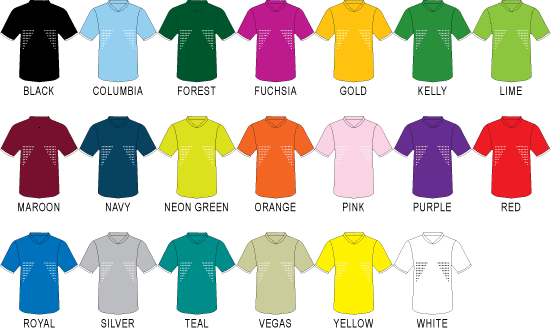 BLACK COLUMBIA FOREST FUCHSIA GOLD KELLY LIME
MAROON NAVY NEON GREEN ORANGE PINK PURPLE RED
ROYAL SILVER TEAL VEGAS YELLOW WHITE